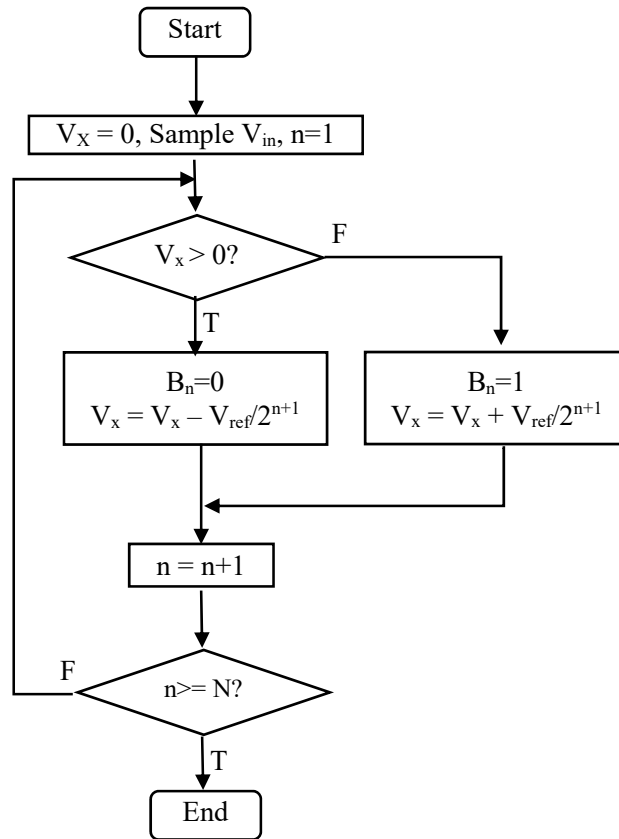 Start
V_X = 0, Sample V_in, n=1
V_x > 0?
F
T
B_n=0
V_x = V_x – V_ref/2^{n+1}
B_n=1
V_x = V_x + V_ref/2^{n+1}
n = n+1
F
n>= N?
T
End